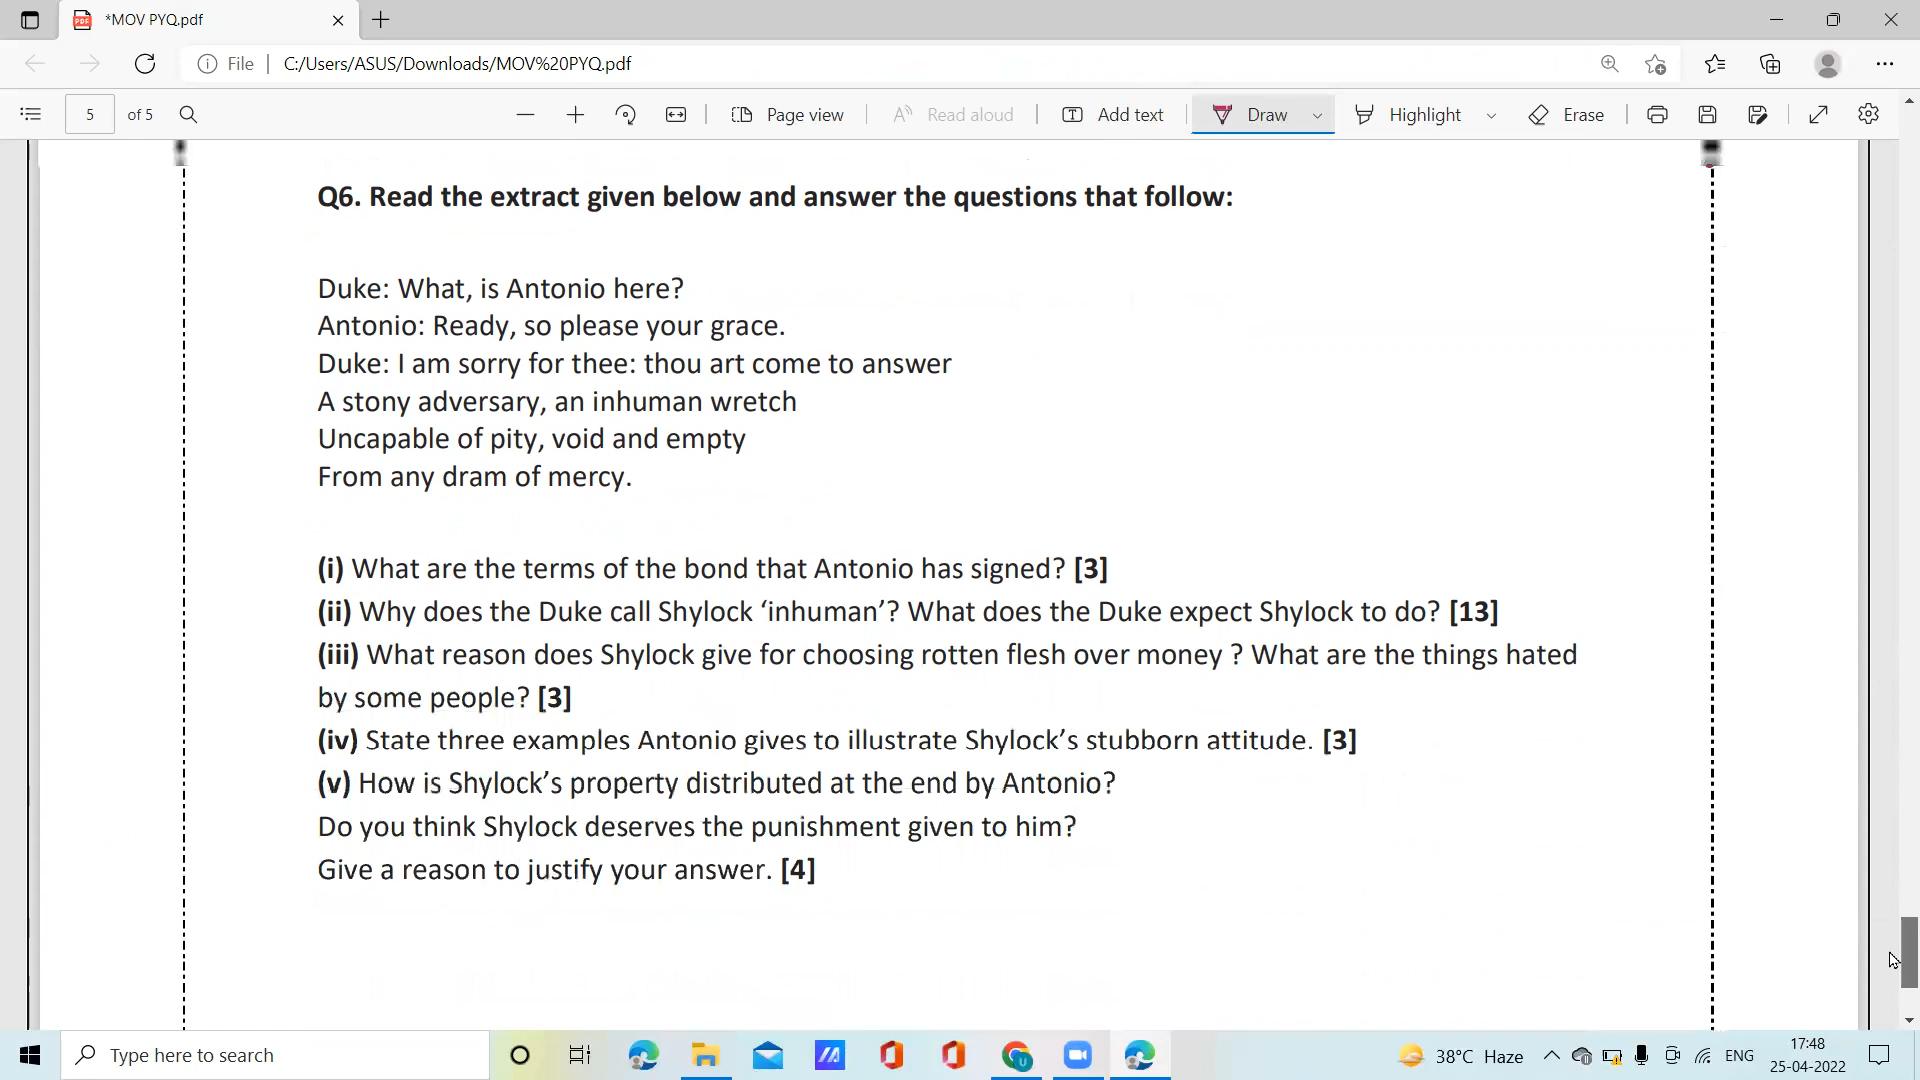 *MOV PYQ.pdf
File
C:/Users/ASUS/Downloads/MOV%20PYQ.pdf
5 of 5
Page view
Read aloud
Add text
Draw
Highlight
Erase
Q6. Read the extract given below and answer the questions that follow:
Duke: What, is Antonio here?
Antonio: Ready, so please your grace.
Duke: I am sorry for thee: thou art come to answer
A stony adversary, an inhuman wretch
Uncapable of pity, void and empty
From any dram of mercy.
(i) What are the terms of the bond that Antonio has signed? [3]
(ii) Why does the Duke call Shylock ‘inhuman’? What does the Duke expect Shylock to do? [13]
(iii) What reason does Shylock give for choosing rotten flesh over money ? What are the things hated
by some people? [3]
(iv) State three examples Antonio gives to illustrate Shylock’s stubborn attitude. [3]
(v) How is Shylock’s property distributed at the end by Antonio?
Do you think Shylock deserves the punishment given to him?
Give a reason to justify your answer. [4]
Type here to search
38°C Haze
ENG
17:48
25-04-2022